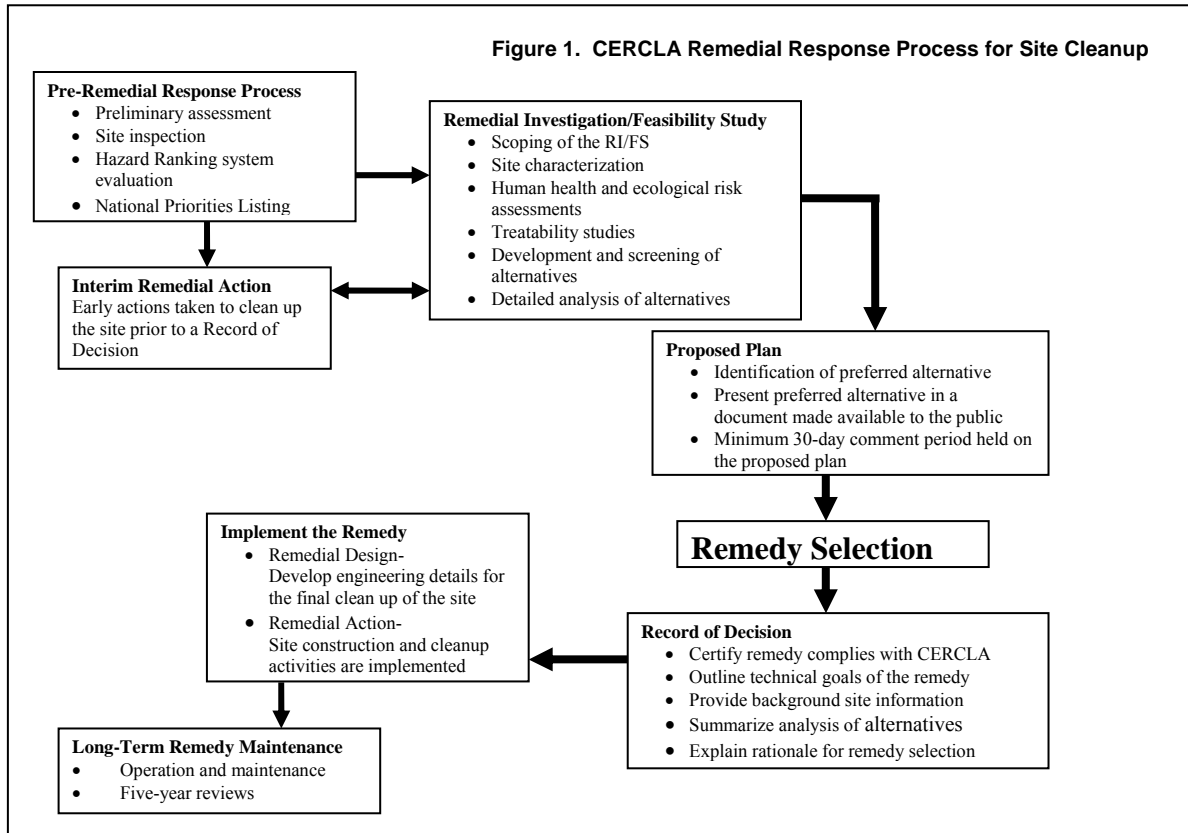 Figure 1. CERCLA Remedial Response Process for Site Cleanup
Pre-Remedial Response Process
• Preliminary assessment
• Site inspection
• Hazard Ranking system
evaluation
• National Priorities Listing
Remedial Investigation/Feasibility Study
• Scoping of the RI/FS
• Site characterization
• Human health and ecological risk
assessments
• Treatability studies
• Development and screening of
alternatives
• Detailed analysis of alternatives
Interim Remedial Action
Early actions taken to clean up
the site prior to a Record of
Decision
Proposed Plan
• Identification of preferred alternative
• Present preferred alternative in a
document made available to the public
• Minimum 30-day comment period held on
the proposed plan
Remedy Selection
Record of Decision
• Certify remedy complies with CERCLA
• Outline technical goals of the remedy
• Provide background site information
• Summarize analysis of alternatives
• Explain rationale for remedy selection
Implement the Remedy
• Remedial Design-
Develop engineering details for
the final clean up of the site
• Remedial Action-
Site construction and cleanup
activities are implemented
Long-Term Remedy Maintenance
• Operation and maintenance
• Five-year reviews